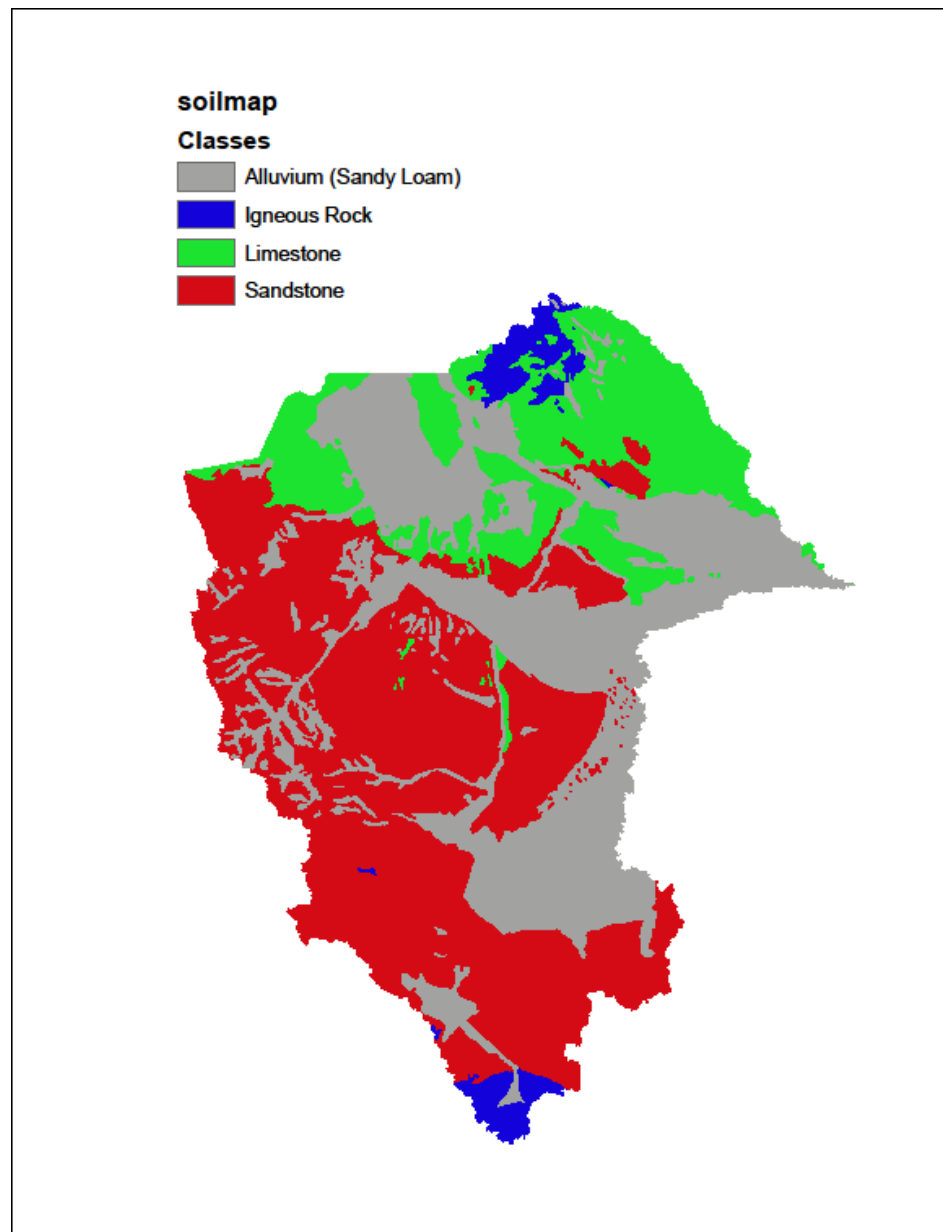 soilmap
Classes
Alluvium (Sandy Loam)
Igneous Rock
Limestone
Sandstone